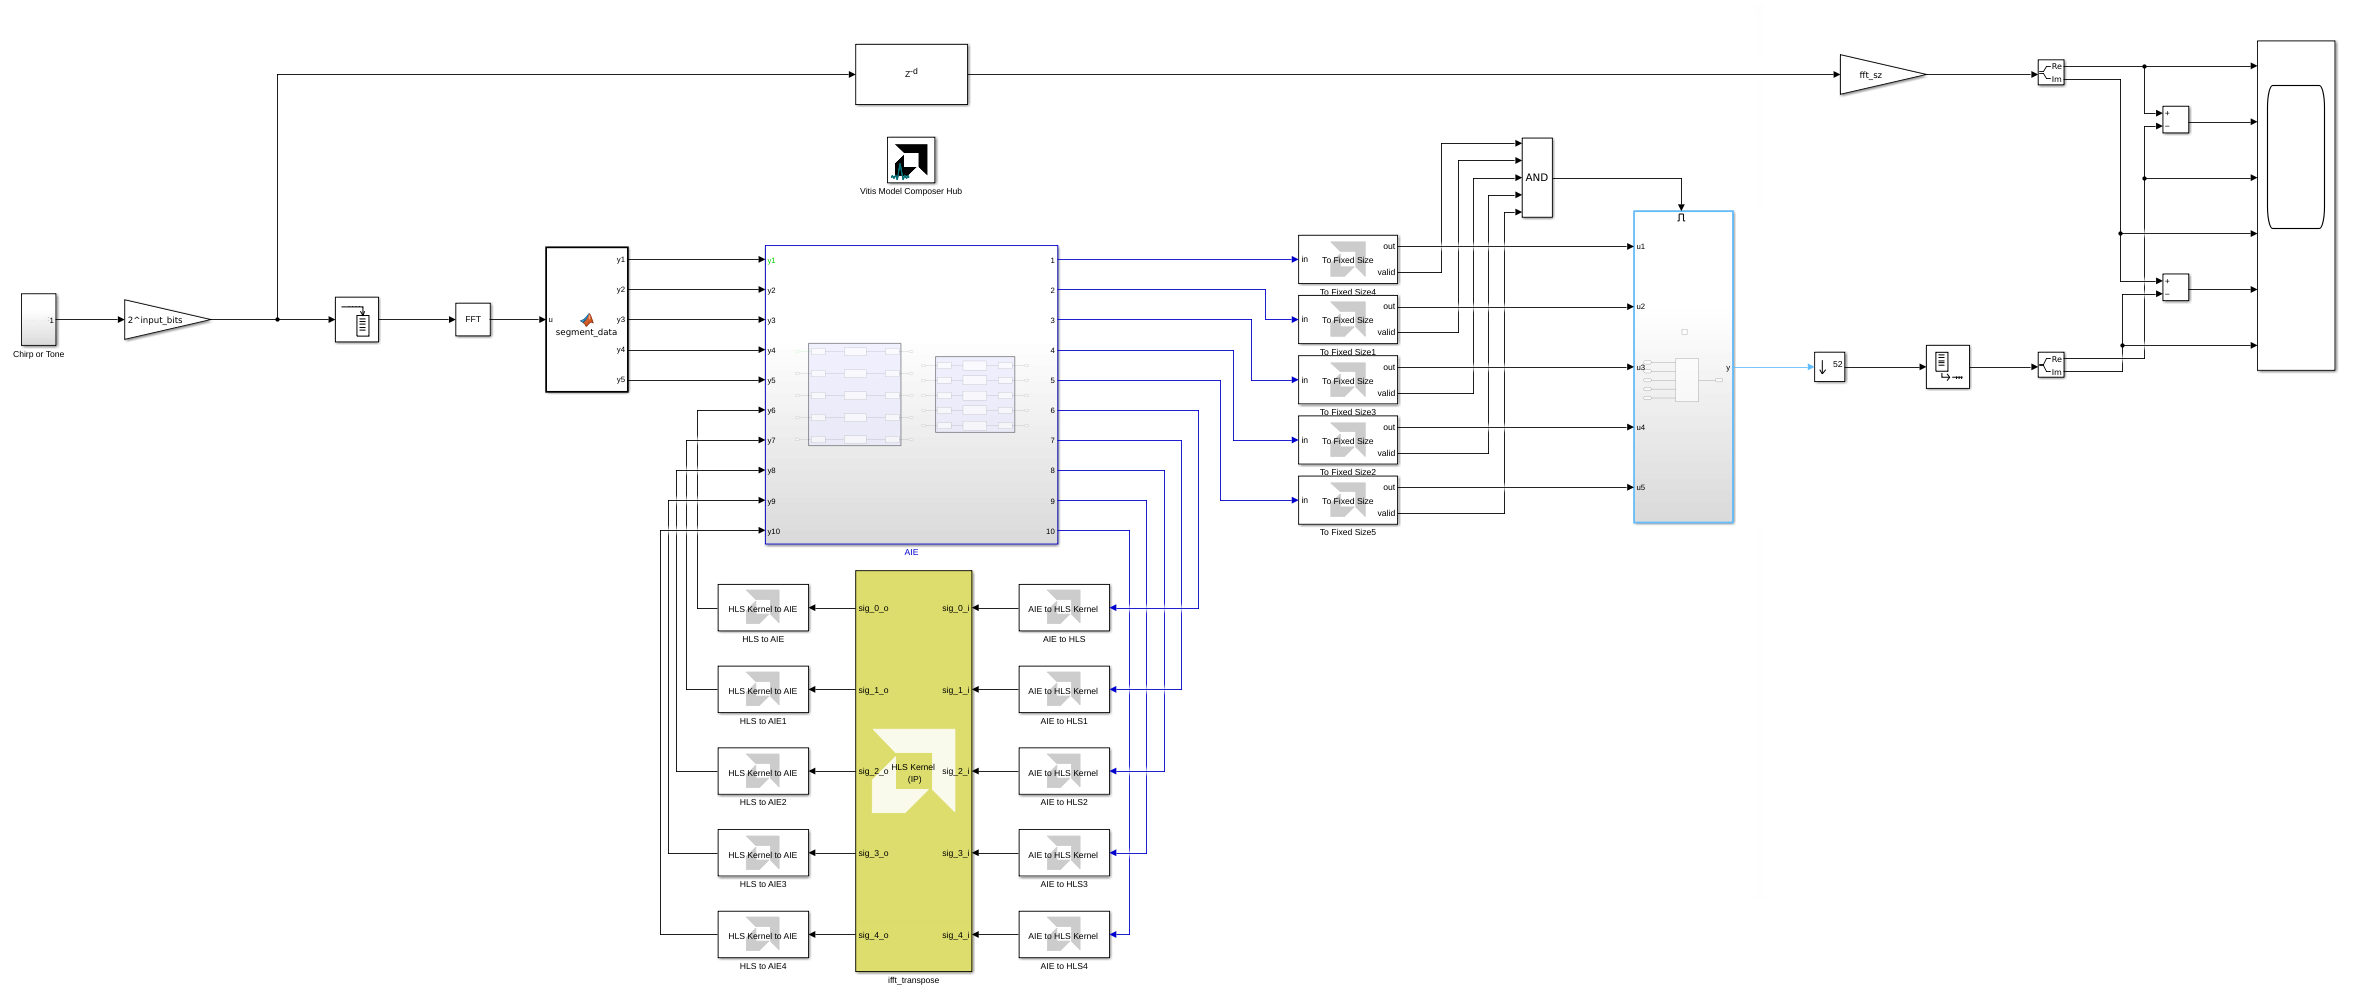 z-d
fft_sz
Re
Im
+
−
Vitis Model Composer Hub
AND
1
Chirp or Tone
2^input_bits
FFT
u
segment_data
y1
y2
y3
y4
y5
y1
y2
y3
y4
y5
y6
y7
y8
y9
y10
1
2
3
4
5
6
7
8
9
10
AIE
in
To Fixed Size
out
valid
To Fixed Size4
in
To Fixed Size
out
valid
To Fixed Size1
in
To Fixed Size
out
valid
To Fixed Size3
in
To Fixed Size
out
valid
To Fixed Size2
in
To Fixed Size
out
valid
To Fixed Size5
u1
u2
u3
u4
u5
y
52
Re
Im
+
−
HLS Kernel to AIE
HLS to AIE
sig_0_o
sig_0_i
AIE to HLS Kernel
AIE to HLS
HLS Kernel to AIE
HLS to AIE1
sig_1_o
sig_1_i
AIE to HLS Kernel
AIE to HLS1
HLS Kernel to AIE
HLS to AIE2
sig_2_o
HLS Kernel
(IP)
sig_2_i
AIE to HLS Kernel
AIE to HLS2
HLS Kernel to AIE
HLS to AIE3
sig_3_o
sig_3_i
AIE to HLS Kernel
AIE to HLS3
HLS Kernel to AIE
HLS to AIE4
sig_4_o
sig_4_i
AIE to HLS Kernel
AIE to HLS4
ifft_transpose